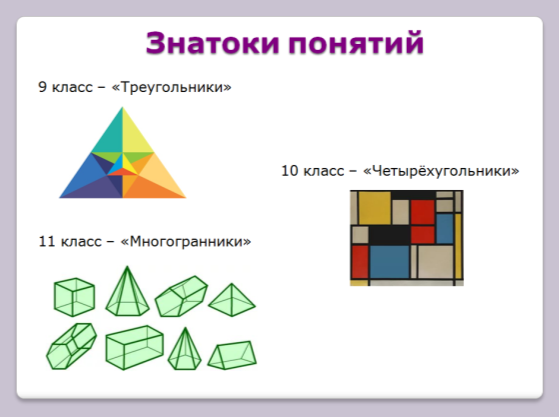 Знатоки понятий
9 класс – «Треугольники»
10 класс – «Четырёхугольники»
11 класс – «Многогранники»